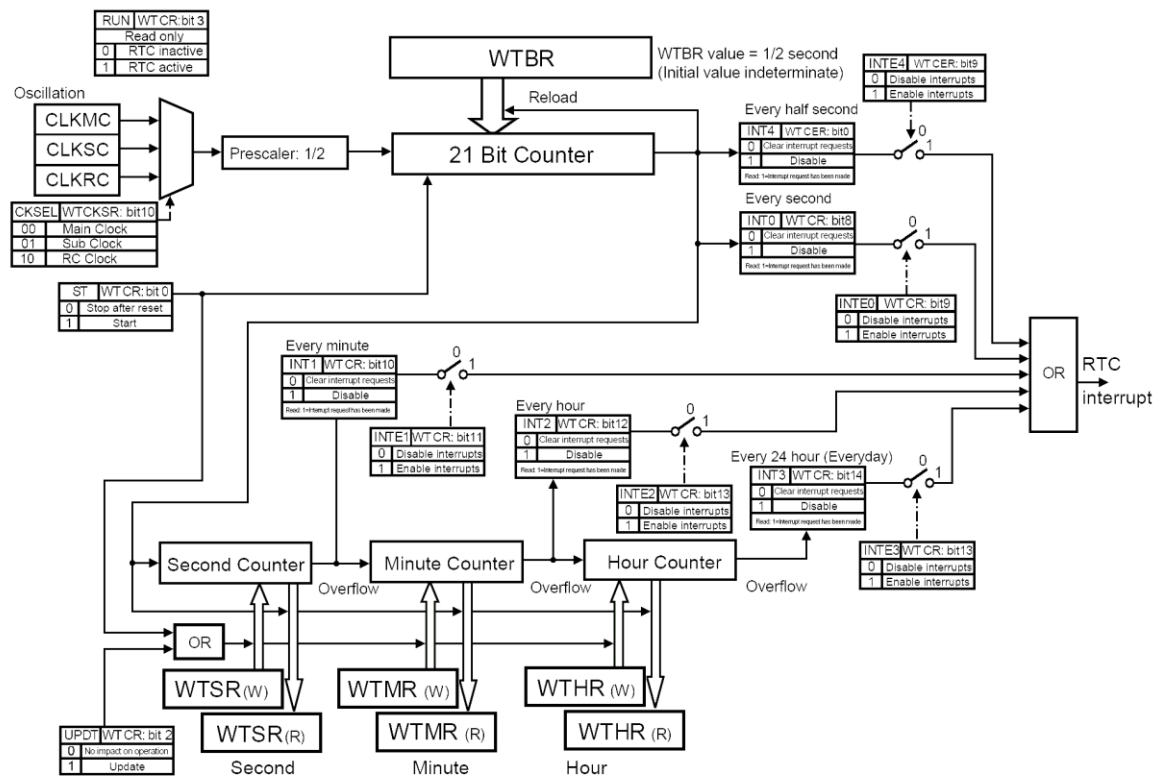 RUN WTCR: bit 3
Read only
0 RTC inactive
1 RTC active
WTBR
WTBR value = 1/2 second
(Initial value indeterminate)
Reload
INTE4 WTCER: bit9
0 Disable interrupts
1 Enable interrupts
Oscillation
CLKMC
CLKSC
CLKRC
Prescaler: 1/2
21 Bit Counter
Every half second
INT4 WTCER: bit0
0 Clear interrupt requests
1 Disable
Read: 1=Interrupt request has been made
0
1
CKSEL WTCKSR: bit10
00 Main Clock
01 Sub Clock
10 RC Clock
Every second
INT0 WTCR: bit8
0 Clear interrupt requests
1 Disable
Read: 1=Interrupt request has been made
0
1
ST WTCR: bit 0
0 Stop after reset
1 Start
INTE0 WTCR: bit9
0 Disable interrupts
1 Enable interrupts
Every minute
INT1 WTCR: bit10
0 Clear interrupt requests
1 Disable
Read: 1=Interrupt request has been made
0
1
OR
RTC
interrupt
INTE1 WTCR: bit11
0 Disable interrupts
1 Enable interrupts
Every hour
INT2 WTCR: bit12
0 Clear interrupt requests
1 Disable
Read: 1=Interrupt request has been made
0
1
INTE2 WTCR: bit13
0 Disable interrupts
1 Enable interrupts
Every 24 hour (Everyday)
INT3 WTCR: bit14
0 Clear interrupt requests
1 Disable
Read: 1=Interrupt request has been made
0
1
INTE3 WTCR: bit13
0 Disable interrupts
1 Enable interrupts
Second Counter
Overflow
Minute Counter
Overflow
Hour Counter
Overflow
OR
WTSR (W)
WTMR (W)
WTHR (W)
WTSR (R)
WTMR (R)
WTHR (R)
UPDT WTCR: bit 2
0 No impact on operation
1 Update
Second
Minute
Hour